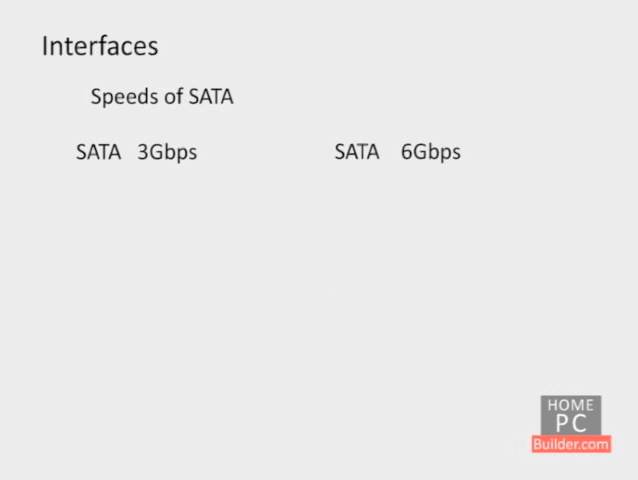 Interfaces
Speeds of SATA
SATA 3Gbps SATA 6Gbps
HOME
PC
Builder.com